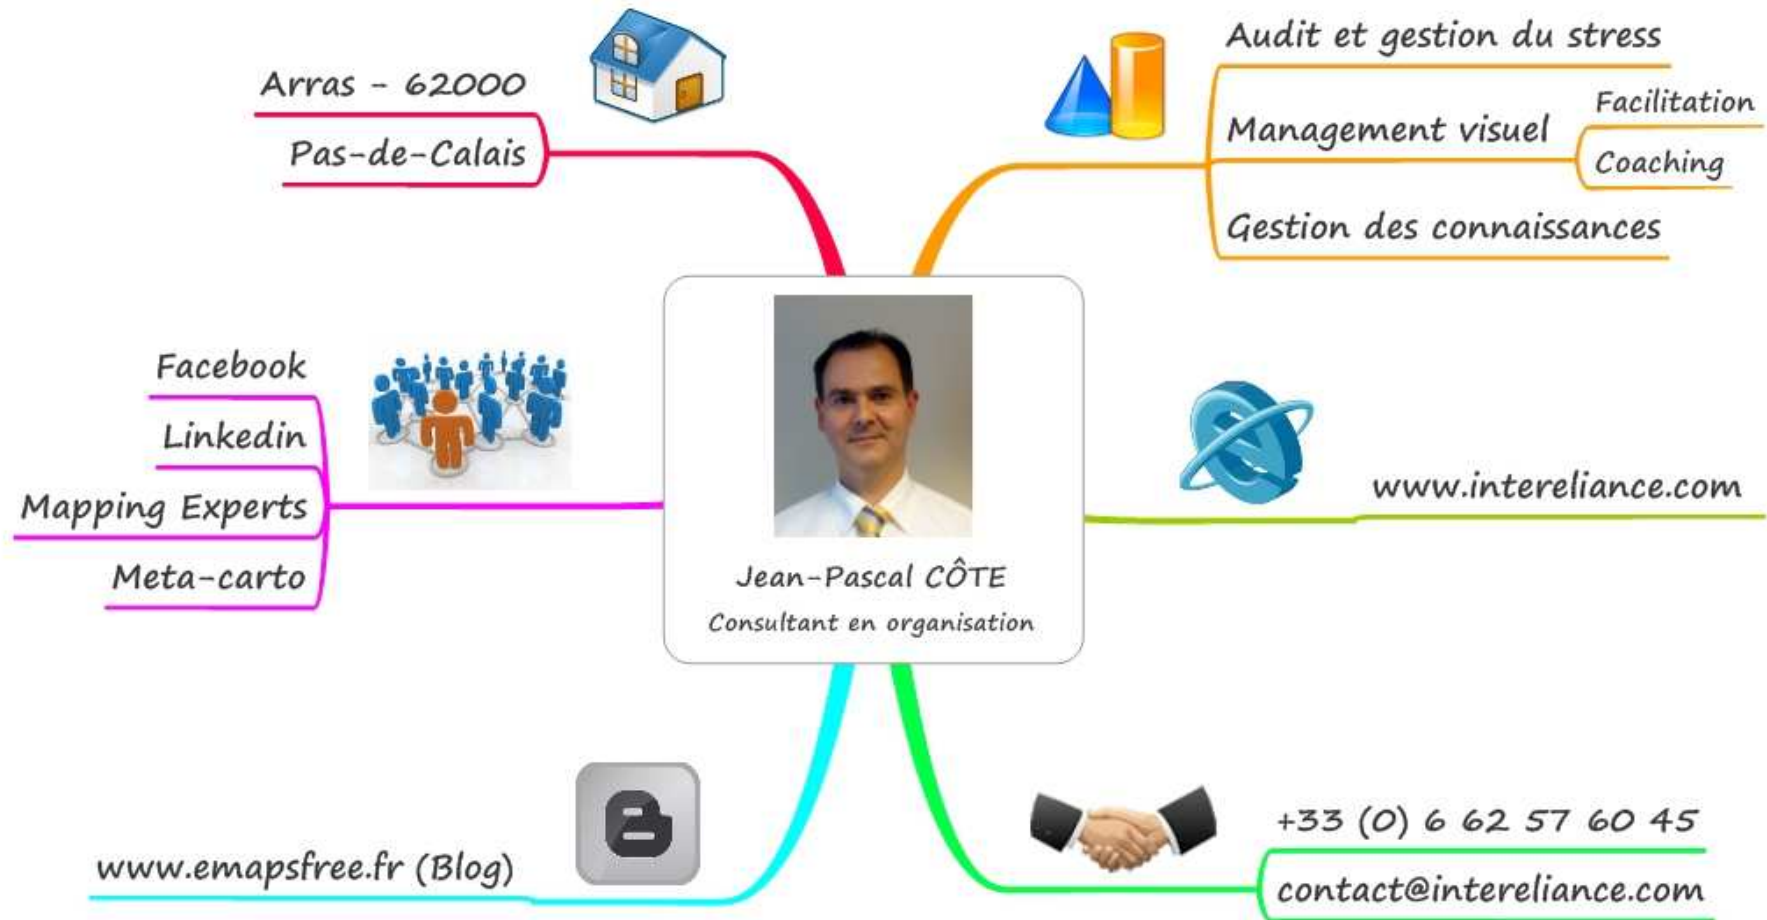 Arras - 62000
Pas-de-Calais
Audit et gestion du stress
Management visuel
Facilitation
Coaching
Gestion des connaissances
Facebook
Linkedin
Mapping Experts
Meta-carto
Jean-Pascal CÔTE
Consultant en organisation
www.intereliance.com
www.emapsfree.fr (Blog)
+33 (0) 6 62 57 60 45
contact@intereliance.com